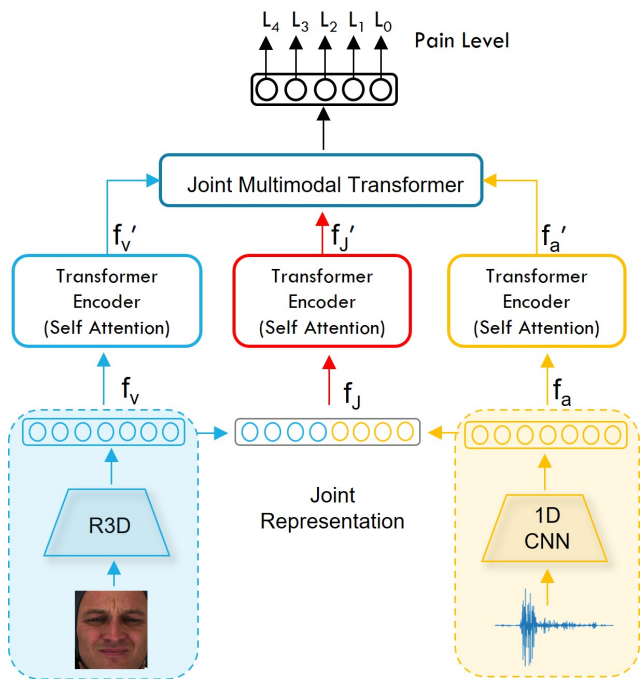 L4 L3 L2 L1 L0
Pain Level
Joint Multimodal Transformer
fv′ fJ′ fa′
Transformer
Encoder
(Self Attention)
Transformer
Encoder
(Self Attention)
Transformer
Encoder
(Self Attention)
fv fJ fa
Joint
Representation
R3D
1D
CNN